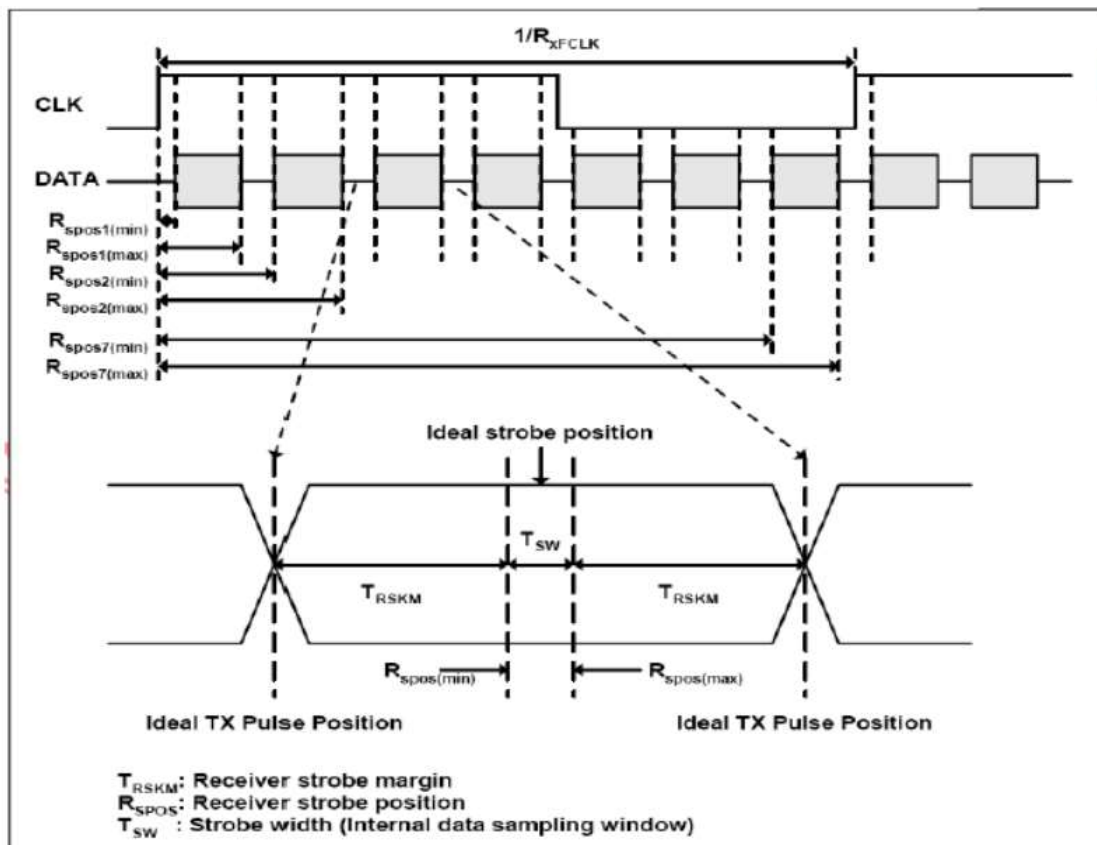 1/RxFCLK
CLK
DATA
Rspos1(min)
Rspos1(max)
Rspos2(min)
Rspos2(max)
Rspos7(min)
Rspos7(max)
Ideal strobe position
TSW
TRSKM TRSKM
Rspos(min) Rspos(max)
Ideal TX Pulse Position Ideal TX Pulse Position
TRSKM: Receiver strobe margin
RSPOS: Receiver strobe position
TSW : Strobe width (Internal data sampling window)